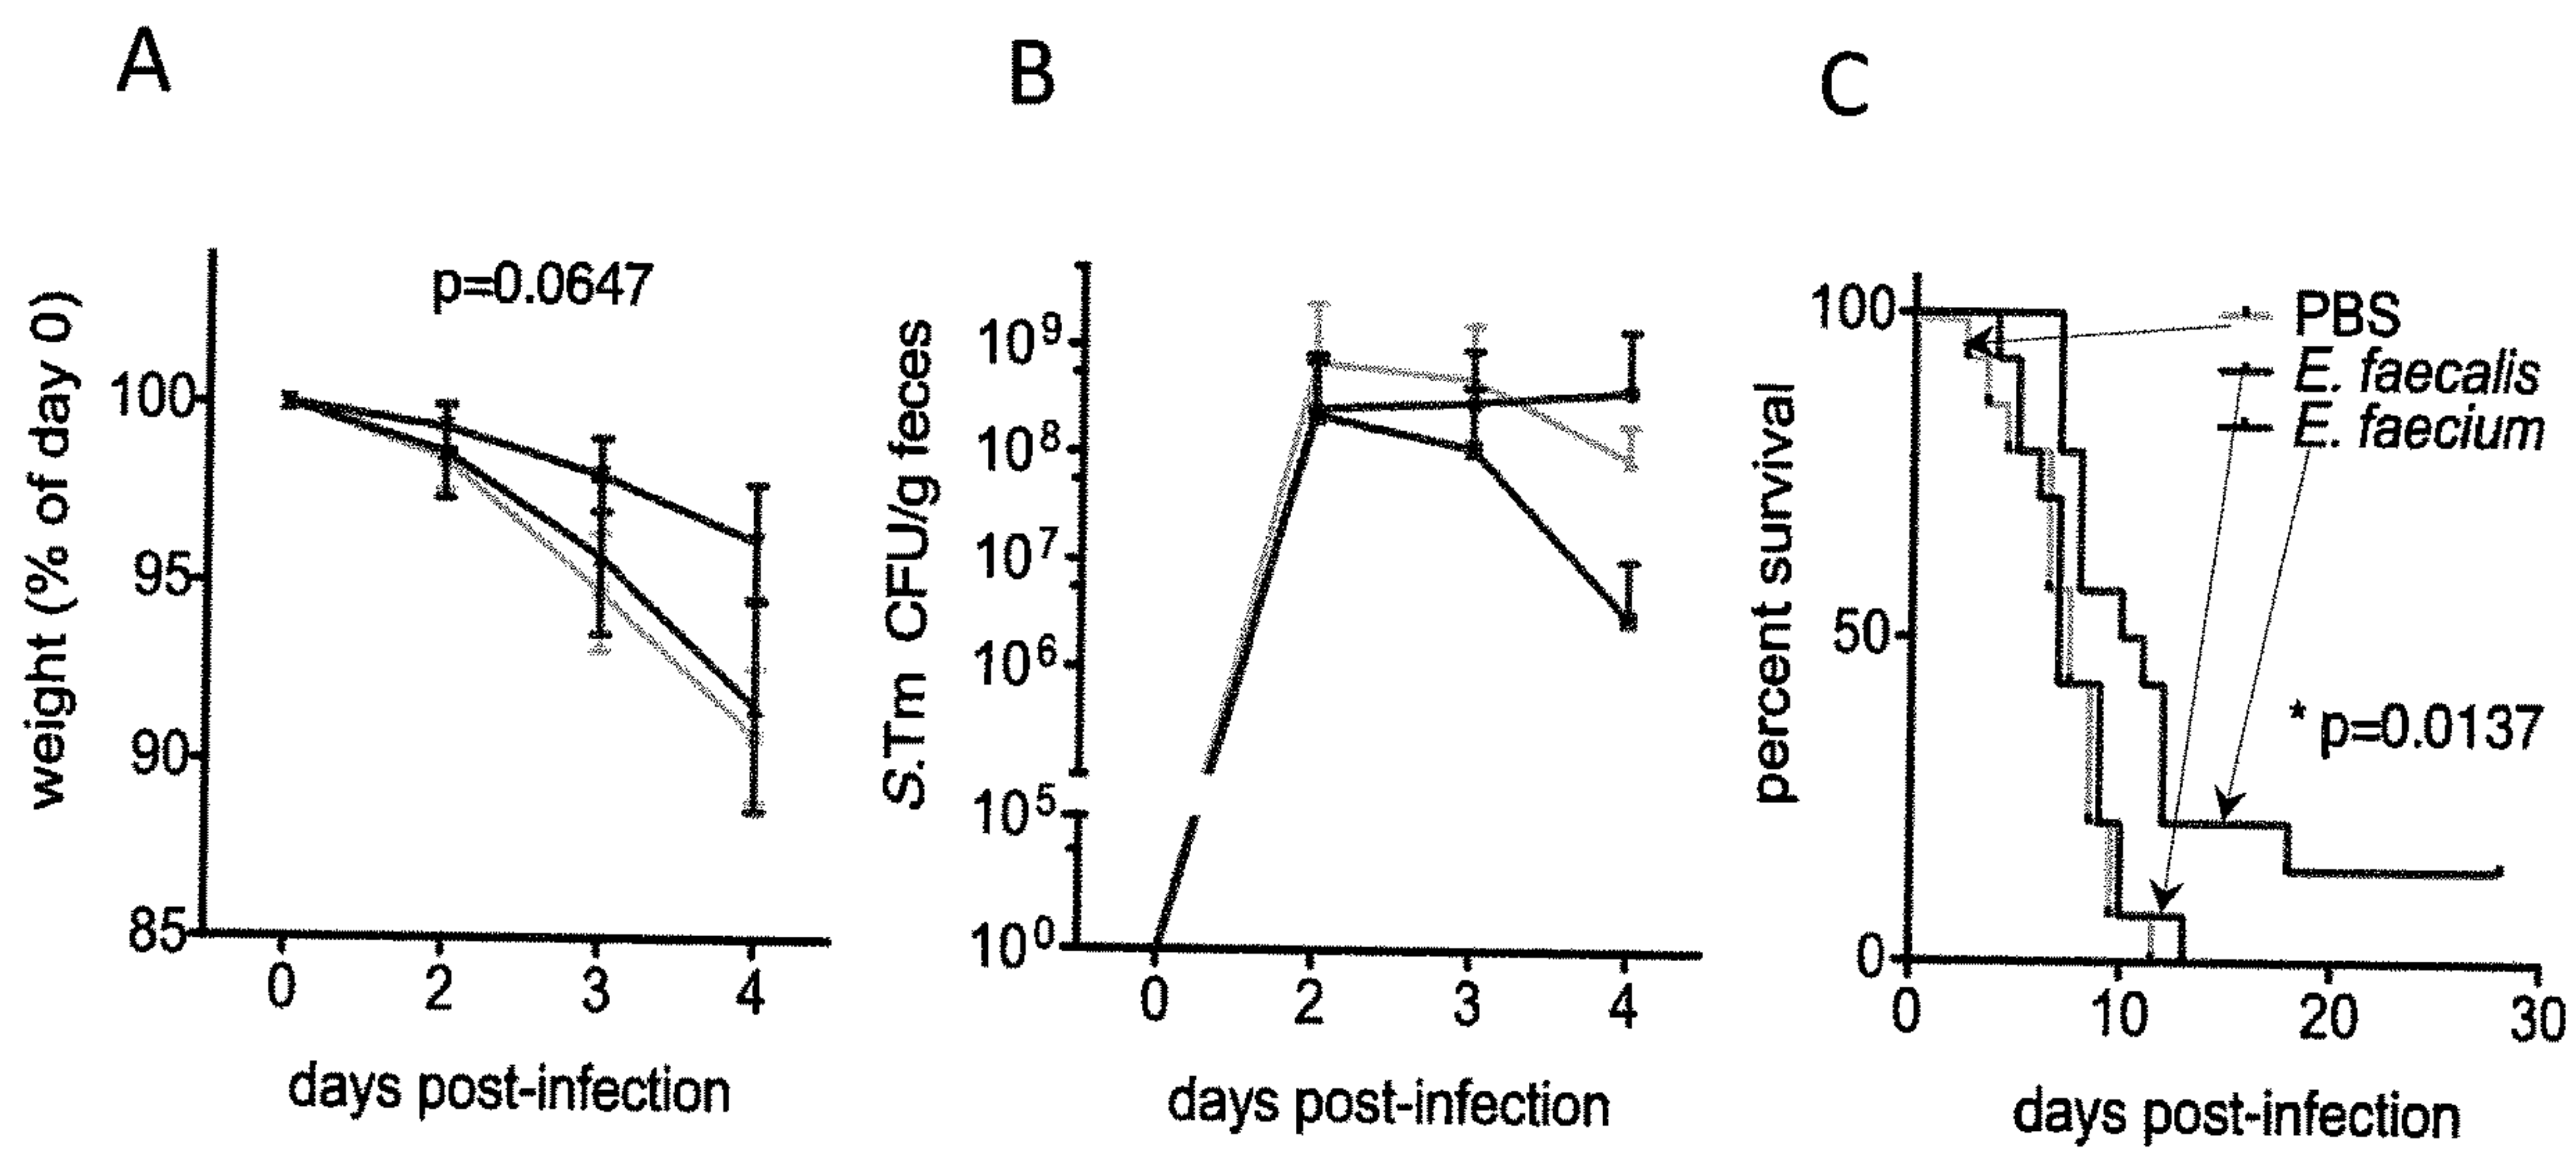 A
B
C
p=0.0647
weight (% of day 0)
100
95
90
85
0 2 3 4
days post-infection
S.Tm CFU/g feces
10⁹
10⁸
10⁷
10⁶
10⁵
10⁰
0 2 3 4
days post-infection
percent survival
100
50
0
PBS
E. faecalis
E. faecium
* p=0.0137
0 10 20 30
days post-infection